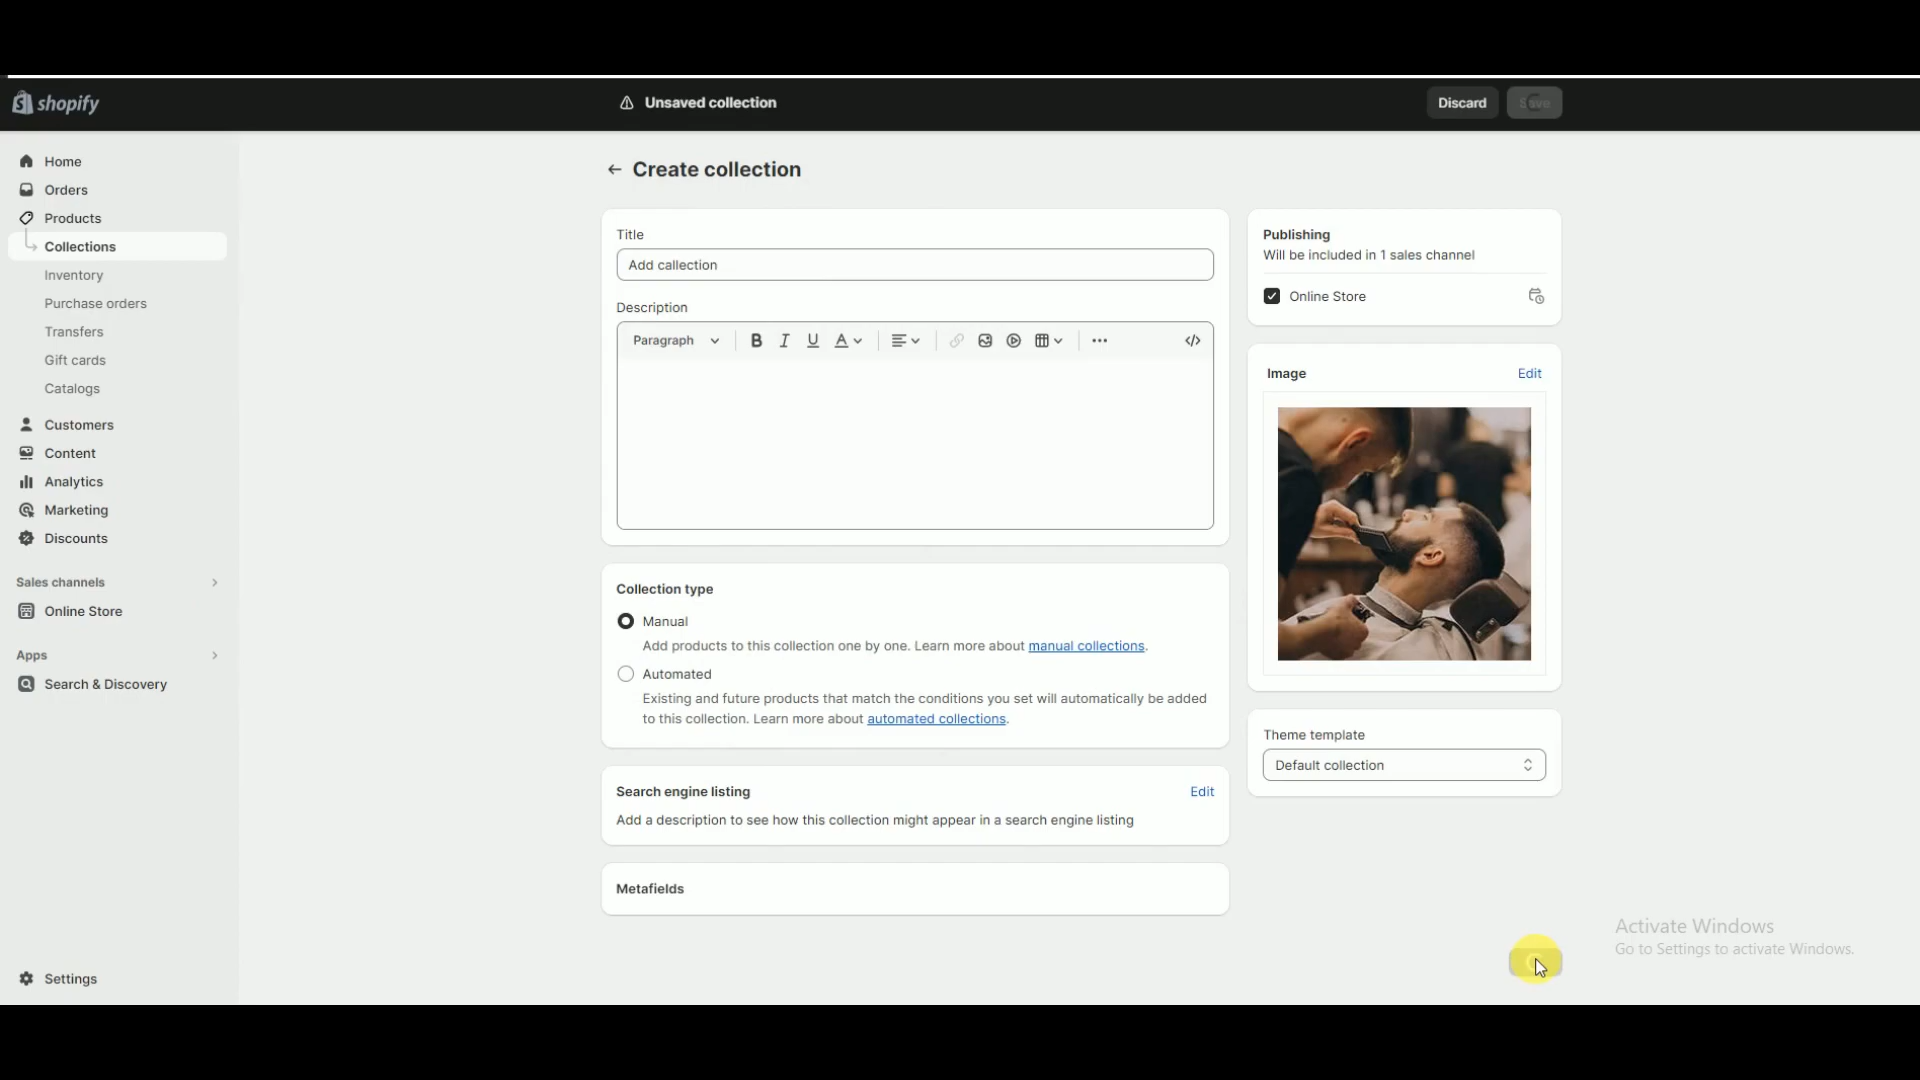 shopify
Unsaved collection
Discard
Save
Home
Orders
Products
Collections
Inventory
Purchase orders
Transfers
Gift cards
Catalogs
Customers
Content
Analytics
Marketing
Discounts
Sales channels
Online Store
Apps
Search & Discovery
Settings
Create collection
Title
Add callection
Description
Paragraph
Collection type
Manual
Add products to this collection one by one. Learn more about manual collections.
Automated
Existing and future products that match the conditions you set will automatically be added
to this collection. Learn more about automated collections.
Search engine listing
Edit
Add a description to see how this collection might appear in a search engine listing
Metafields
Publishing
Will be included in 1 sales channel
Online Store
Image
Edit
Theme template
Default collection
Activate Windows
Go to Settings to activate Windows.